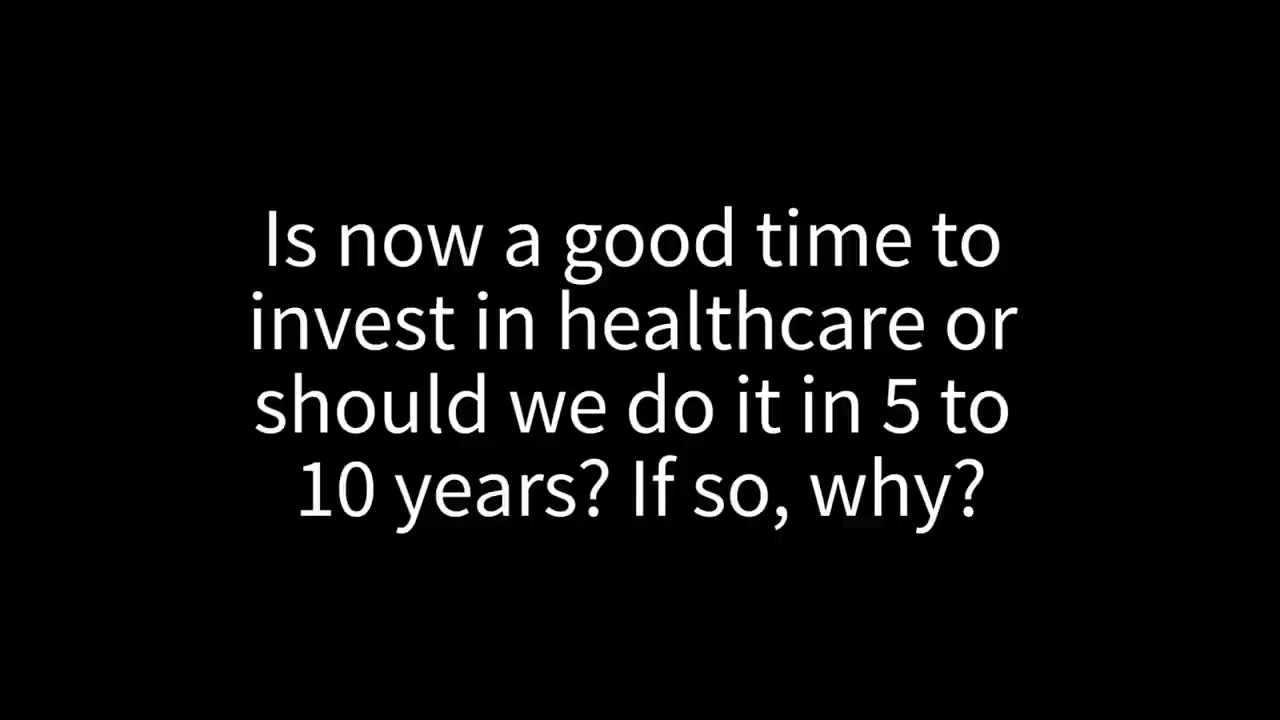 Is now a good time to
invest in healthcare or
should we do it in 5 to
10 years? If so, why?